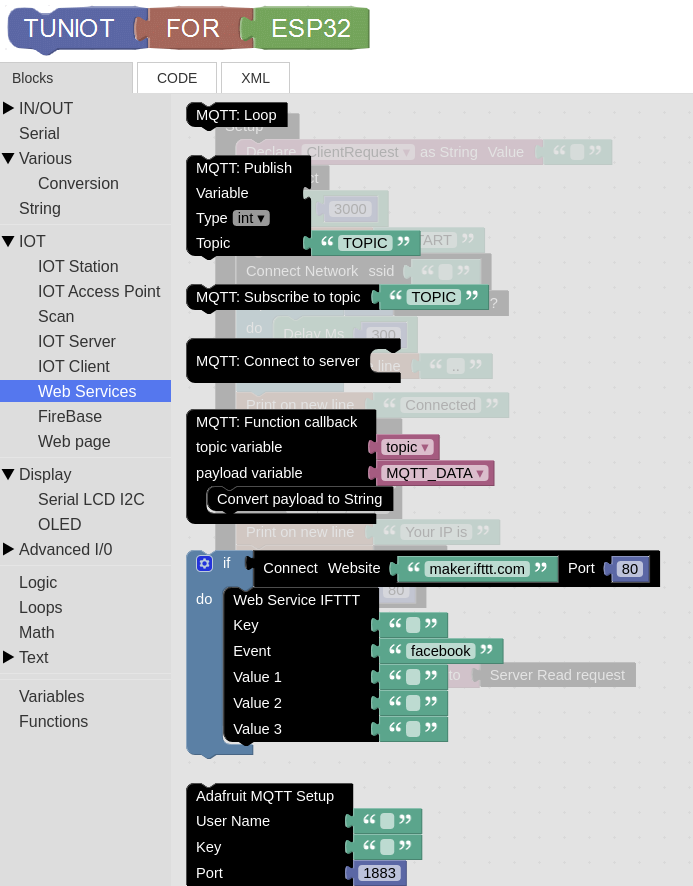 TUNIOT FOR ESP32
Blocks CODE XML
IN/OUT
Serial
Various
Conversion
String
IOT
IOT Station
IOT Access Point
Scan
IOT Server
IOT Client
Web Services
FireBase
Web page
Display
Serial LCD I2C
OLED
Advanced I/0
Logic
Loops
Math
Text
Variables
Functions
MQTT: Loop
Declare ClientRequest ▾ as String Value “ ”
MQTT: Publish
Variable
3000
Type int ▾
Topic “ TOPIC ”
Connect Network ssid “ ”
MQTT: Subscribe to topic “ TOPIC ”
?
do Delay Ms 300
MQTT: Connect to server
line “ .. ”
Print on new line “ Connected ”
MQTT: Function callback
topic variable topic ▾
payload variable MQTT_DATA ▾
Convert payload to String
Print on new line “ Your IP is ”
if Connect Website “ maker.ifttt.com ” Port 80
do Web Service IFTTT
80
Key “ ”
Event “ facebook ”
Value 1 “ ”
to Server Read request
Value 2 “ ”
Value 3 “ ”
Adafruit MQTT Setup
User Name “ ”
Key “ ”
Port 1883